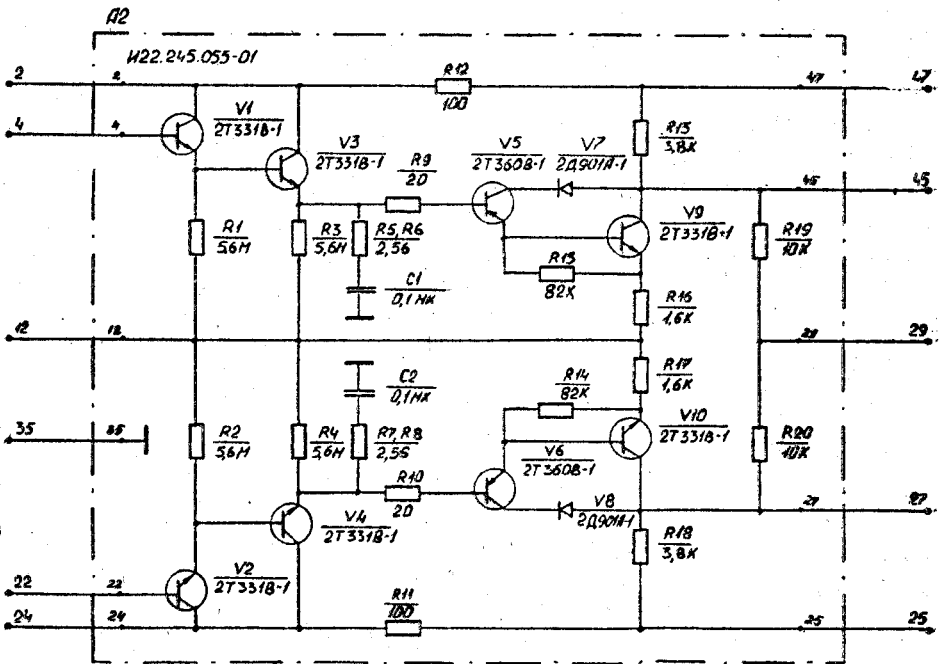 А2
И22.245.055-01
2 2 47 47
R12
100
4 4
V1
2Т331В-1
V3
2Т331В-1
V5
2Т360В-1
V7
2Д901А-1
R13
3,8К
R9
20
45 45
R1
5,6М
R3
5,6М
R5, R6
2,56
V9
2Т331В-1
R19
10К
C1
0,1 мк
R15
82К
R16
1,6К
12 12 29 29
C2
0,1 мк
R14
82К
R17
1,6К
35 35
R2
5,6М
R4
5,6М
R7, R8
2,56
V10
2Т331В-1
R20
10К
V6
2Т360В-1
R10
20
V8
2Д901А-1
27 27
V4
2Т331В-1
R18
3,8К
V2
2Т331В-1
22 22
R11
100
24 24 25 25